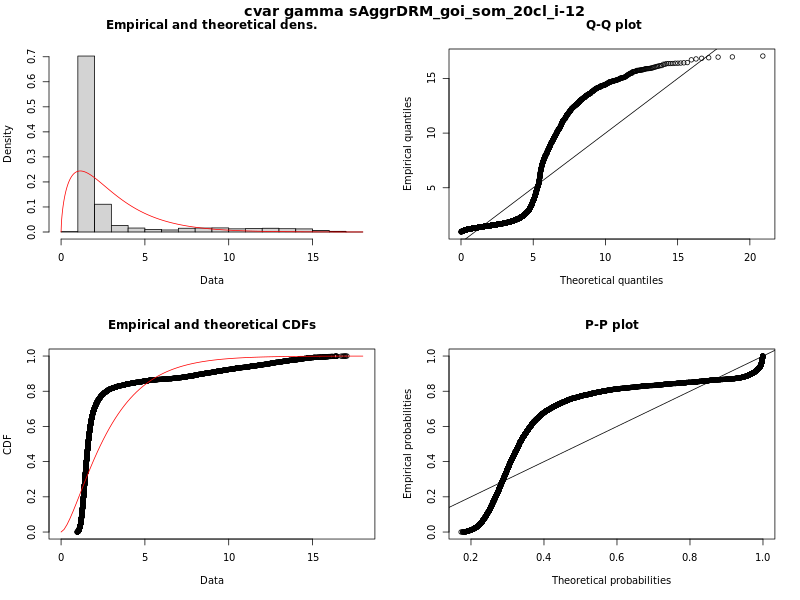 cvar gamma sAggrDRM_goi_som_20cl_i-12
Empirical and theoretical dens.
Density
0.0 0.1 0.2 0.3 0.4 0.5 0.6 0.7
0 5 10 15
Data
Q-Q plot
Empirical quantiles
5 10 15
0 5 10 15 20
Theoretical quantiles
Empirical and theoretical CDFs
CDF
0.0 0.2 0.4 0.6 0.8 1.0
0 5 10 15
Data
P-P plot
Empirical probabilities
0.0 0.2 0.4 0.6 0.8 1.0
0.2 0.4 0.6 0.8 1.0
Theoretical probabilities